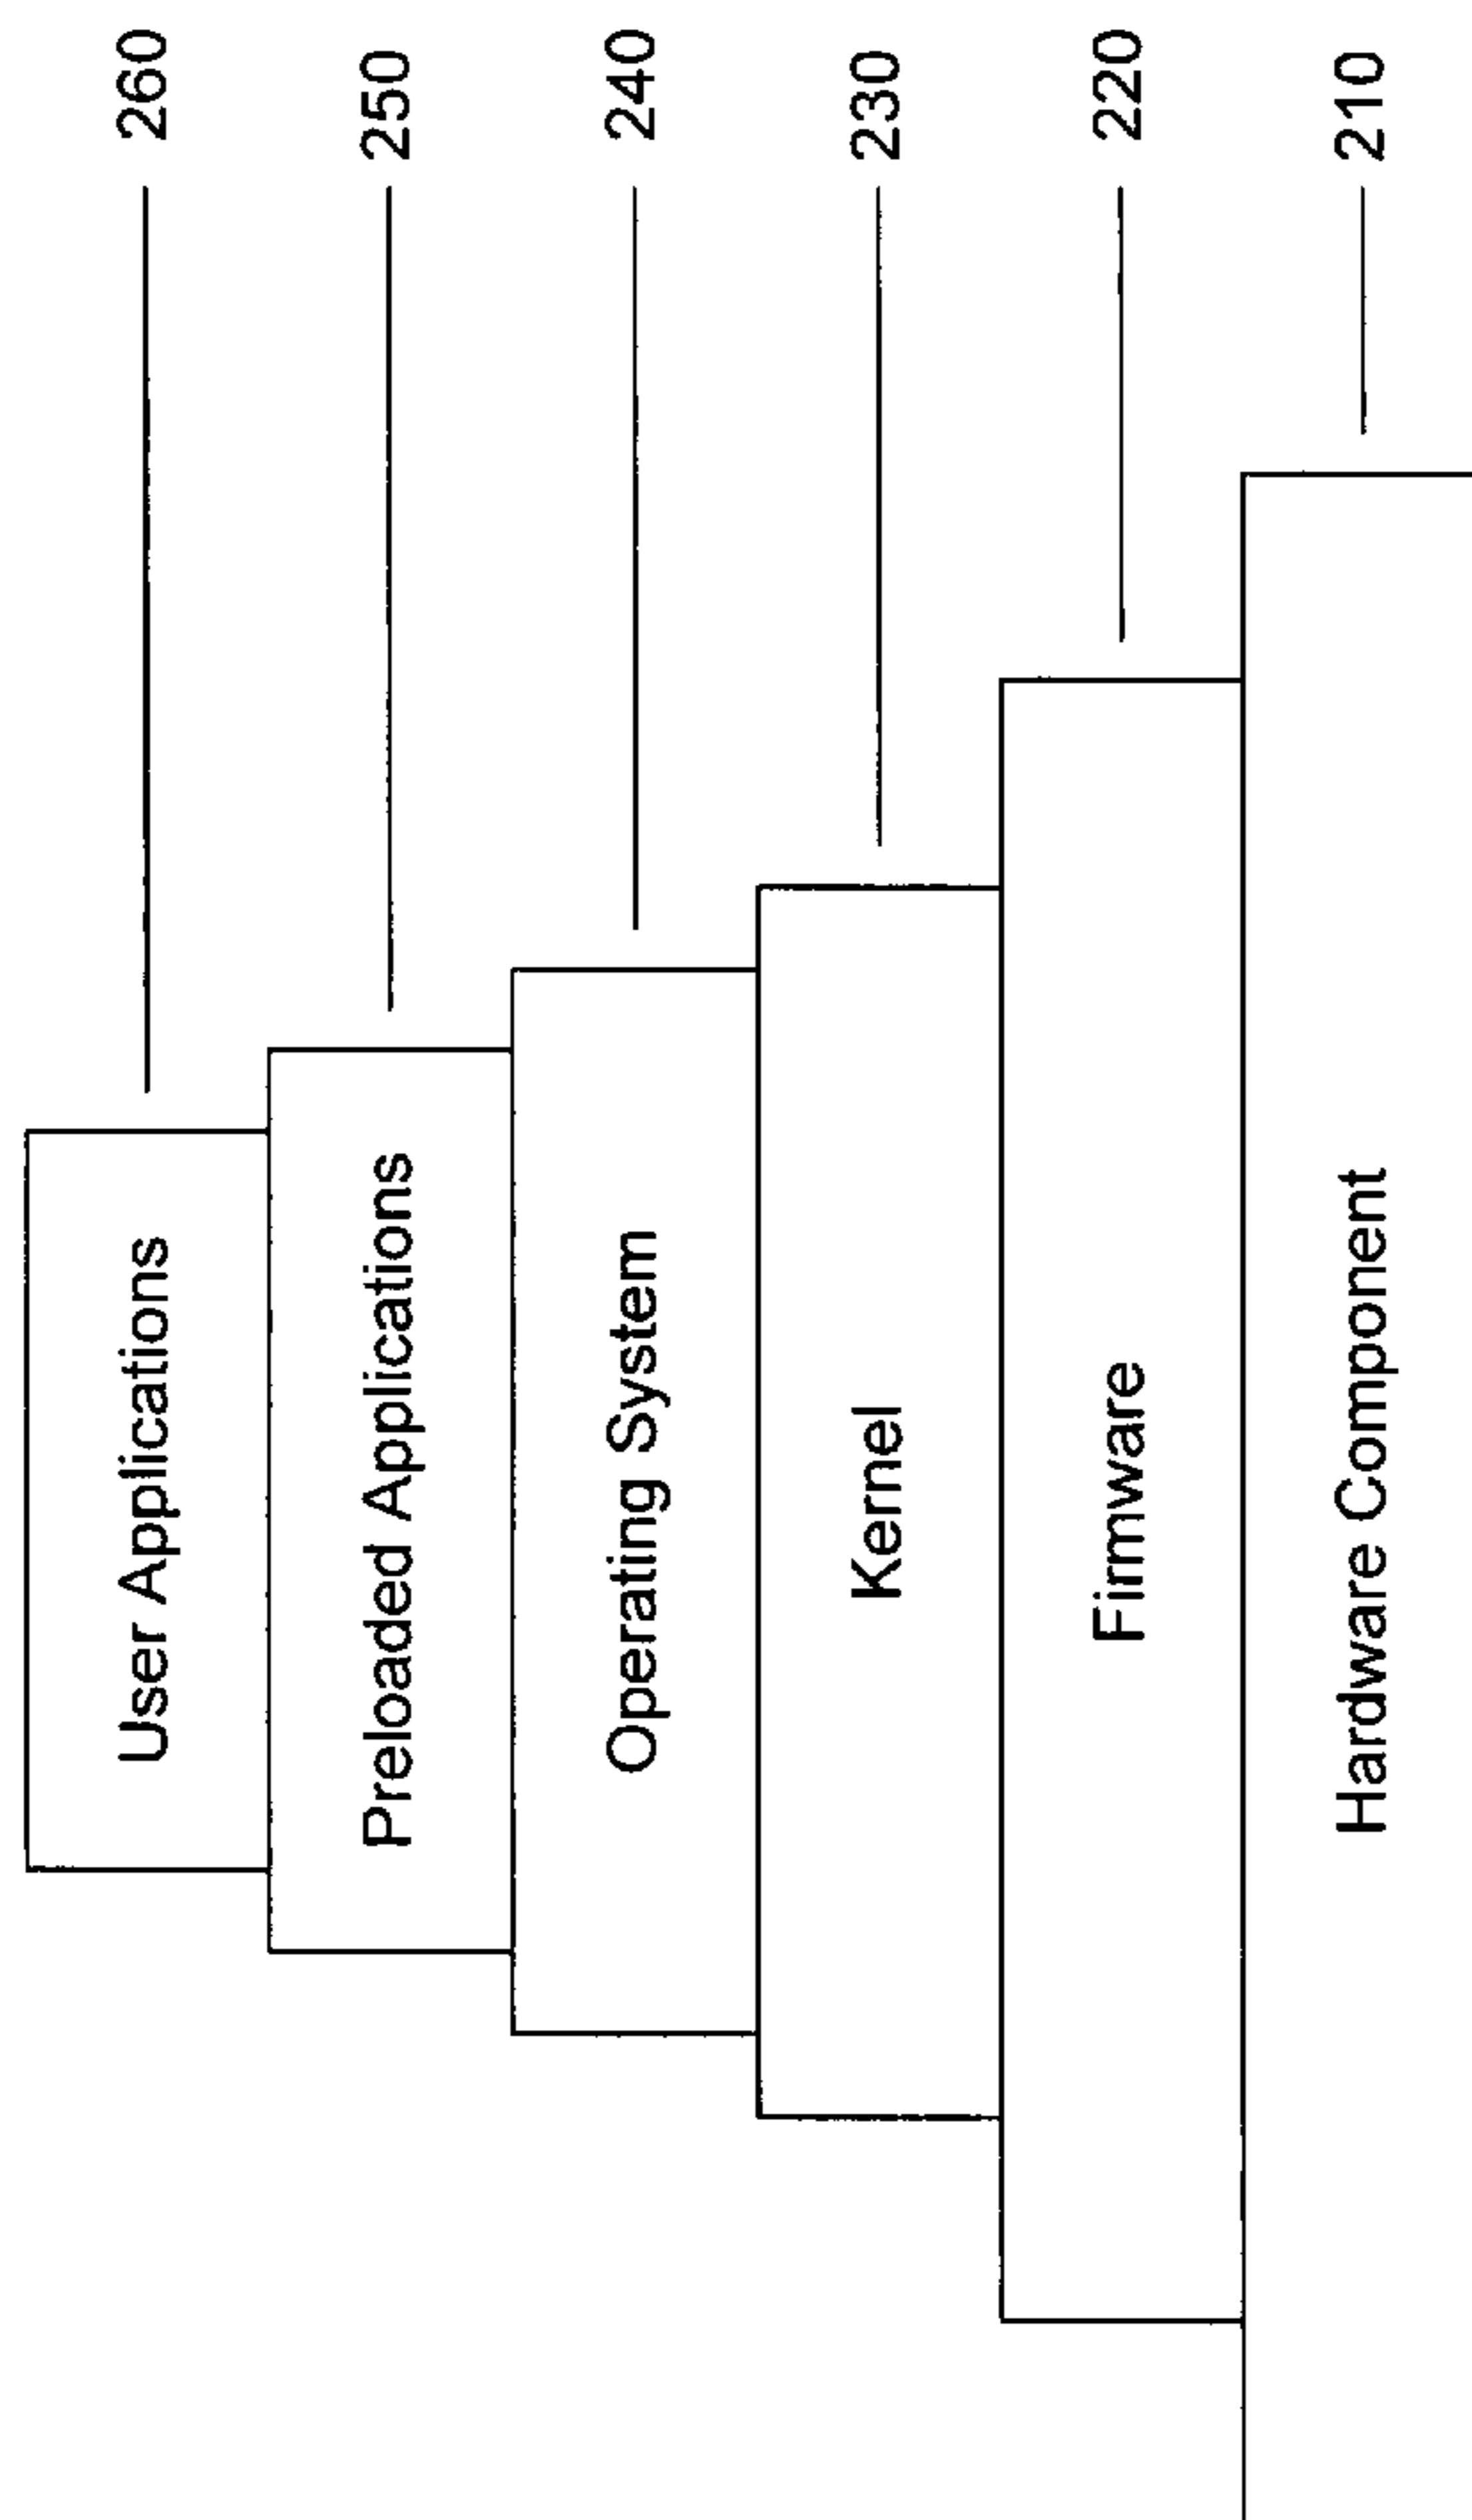 User Applications 260
Preloaded Applications 250
Operating System 240
Kernel 230
Firmware 220
Hardware Component 210